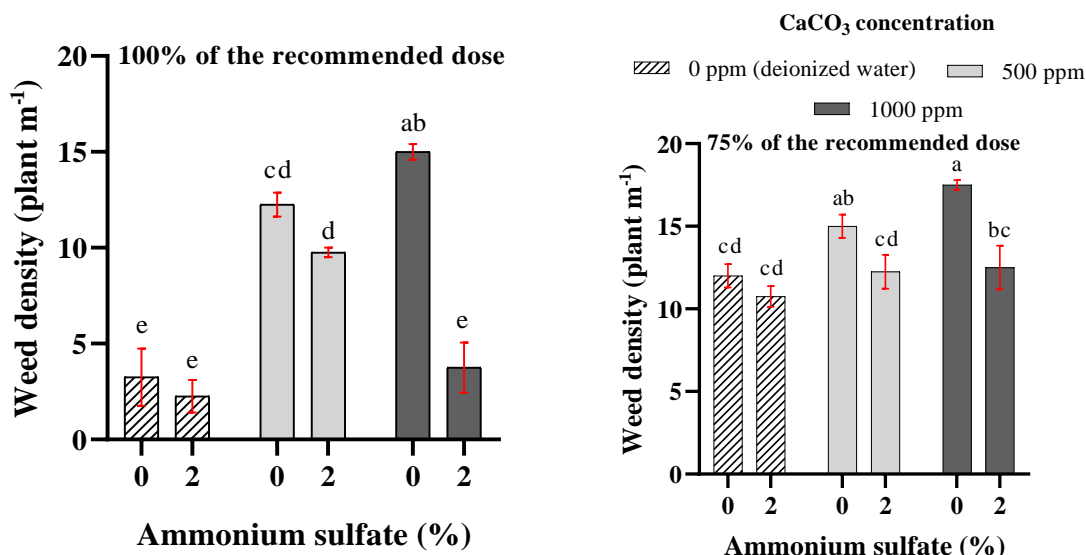 100% of the recommended dose
Weed density (plant m⁻¹)
20
15
10
5
0
e
e
cd
d
ab
e
0 2 0 2 0 2
Ammonium sulfate (%)
CaCO₃ concentration
0 ppm (deionized water) 500 ppm
1000 ppm
75% of the recommended dose
Weed density (plant m⁻¹)
20
15
10
5
0
cd
cd
ab
cd
a
bc
0 2 0 2 0 2
Ammonium sulfate (%)